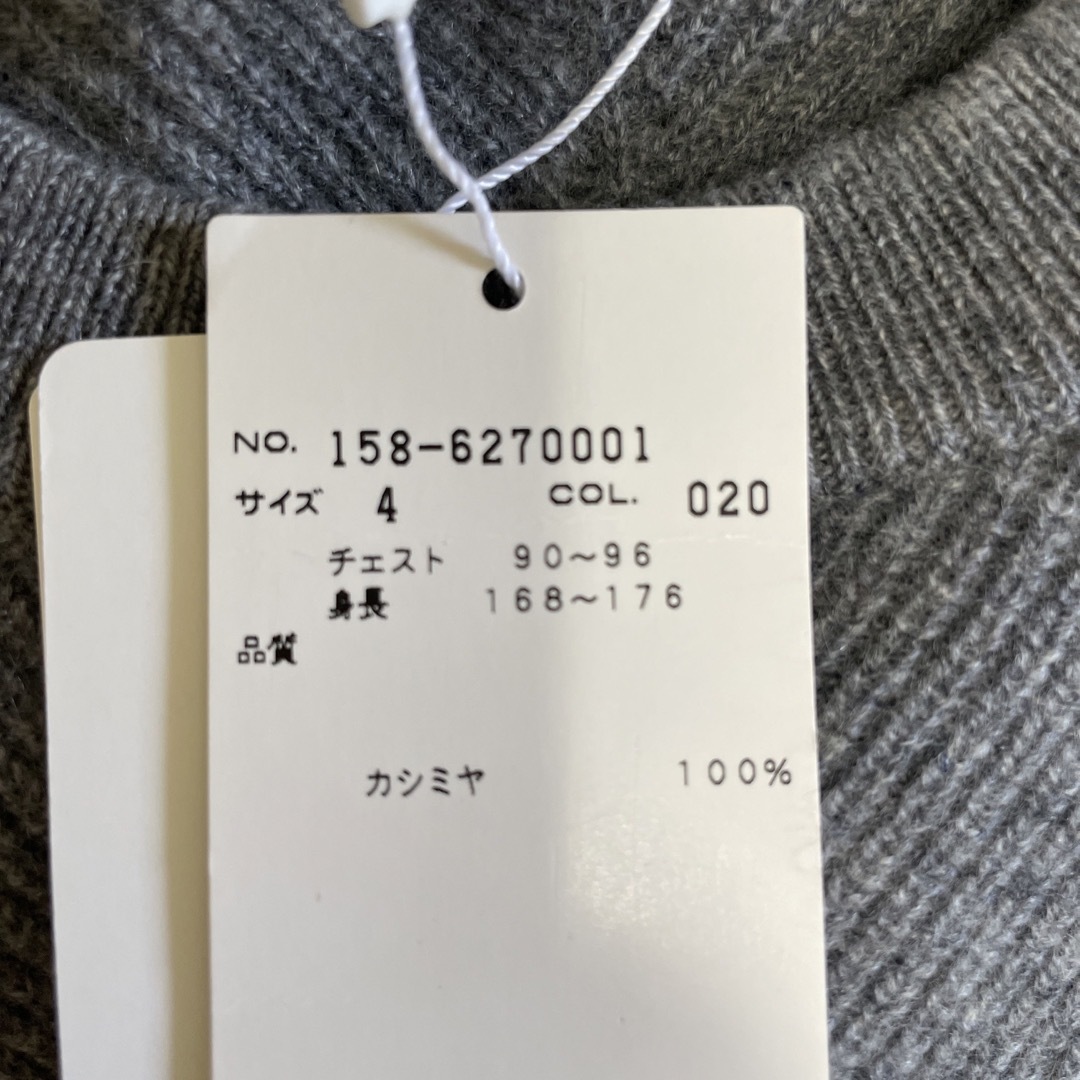 NO. 158-6270001
サイズ 4 COL. 020
チェスト 90～96
身長 168～176
品質
カシミヤ 100%